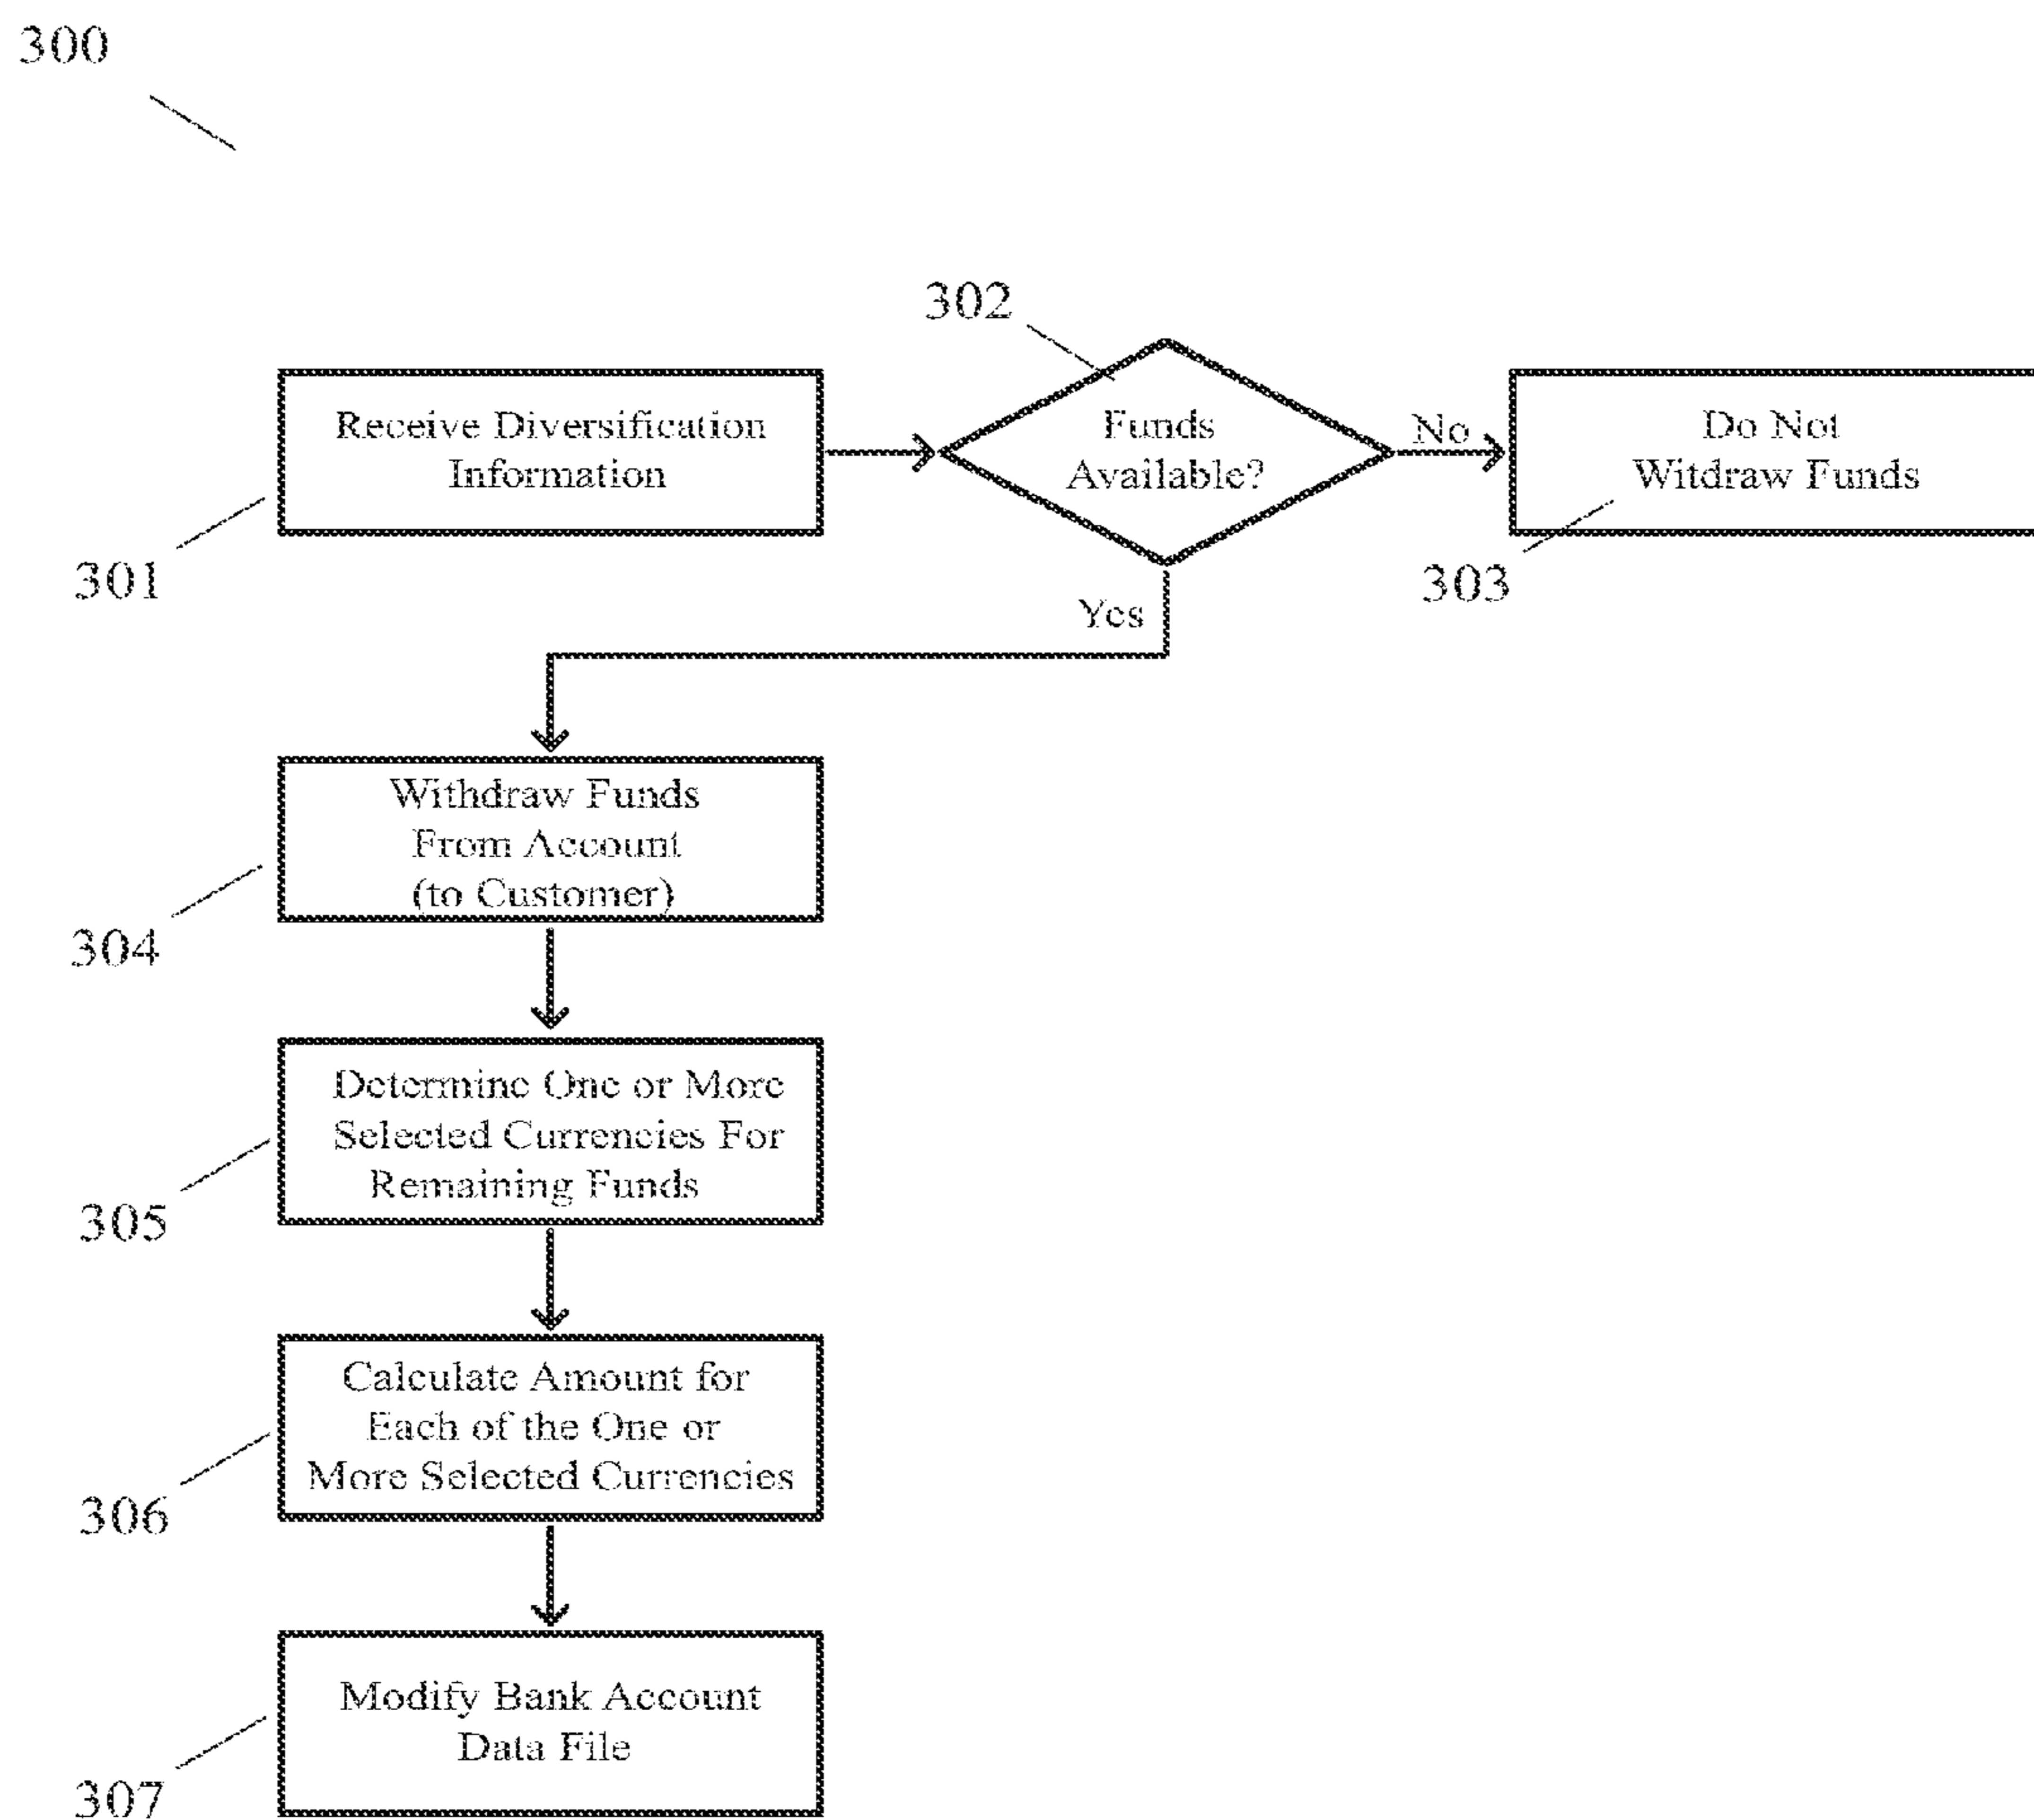 300
302
Receive Diversification
Information
Funds
Available?
No
Do Not
Witdraw Funds
301
303
Yes
Withdraw Funds
From Account
(to Customer)
304
Determine One or More
Selected Currencies For
Remaining Funds
305
Calculate Amount for
Each of the One or
More Selected Currencies
306
Modify Bank Account
Data File
307